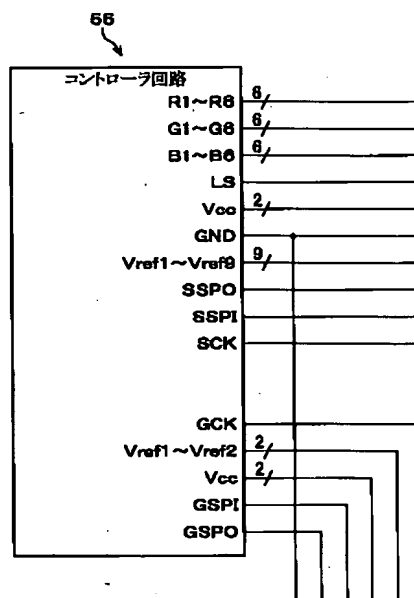 56
コントローラ回路
R1~R6 6
G1~G6 6
B1~B6 6
LS
Vcc 2
GND
Vref1~Vref9 9
SSPO
SSPI
SCK
GCK
Vref1~Vref2 2
Vcc 2
GSPI
GSPO